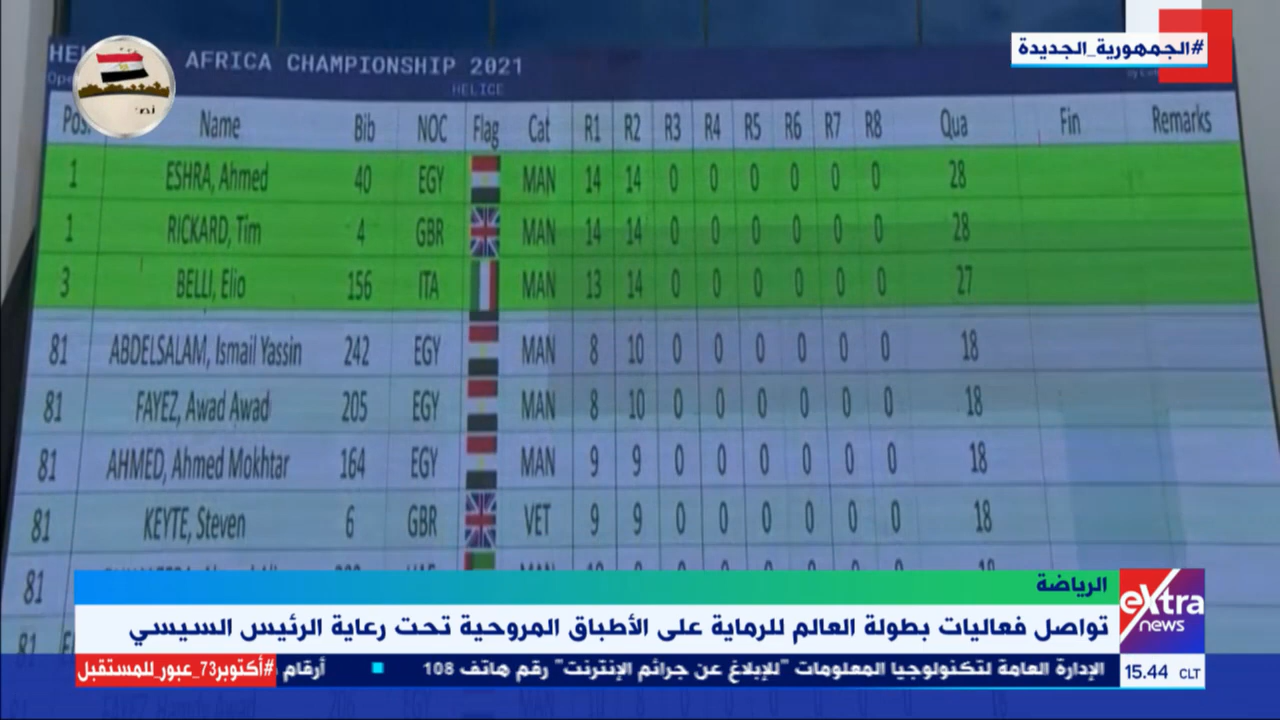 #الجمهورية_الجديدة
AFRICA CHAMPIONSHIP 2021
HELICE
Pos. Name Bib NOC Flag Cat R1 R2 R3 R4 R5 R6 R7 R8 Qua Fin Remarks
1 ESHRA, Ahmed 40 EGY MAN 14 14 0 0 0 0 0 0 28
1 RICKARD, Tim 4 GBR MAN 14 14 0 0 0 0 0 0 28
3 BELLI, Elio 156 ITA MAN 13 14 0 0 0 0 0 0 27
81 ABDELSALAM, Ismail Yassin 242 EGY MAN 8 10 0 0 0 0 0 0 18
81 FAYEZ, Awad Awad 205 EGY MAN 8 10 0 0 0 0 0 0 18
81 AHMED, Ahmed Mokhtar 164 EGY MAN 9 9 0 0 0 0 0 0 18
81 KEYTE, Steven 6 GBR VET 9 9 0 0 0 0 0 0 18
81
81
الرياضة
تواصل فعاليات بطولة العالم للرماية على الأطباق المروحية تحت رعاية الرئيس السيسي
eXtra news
الإدارة العامة لتكنولوجيا المعلومات "للإبلاغ عن جرائم الإنترنت" رقم هاتف 108 أرقام
#أكتوبر73_عبور_للمستقبل
15.44 CLT